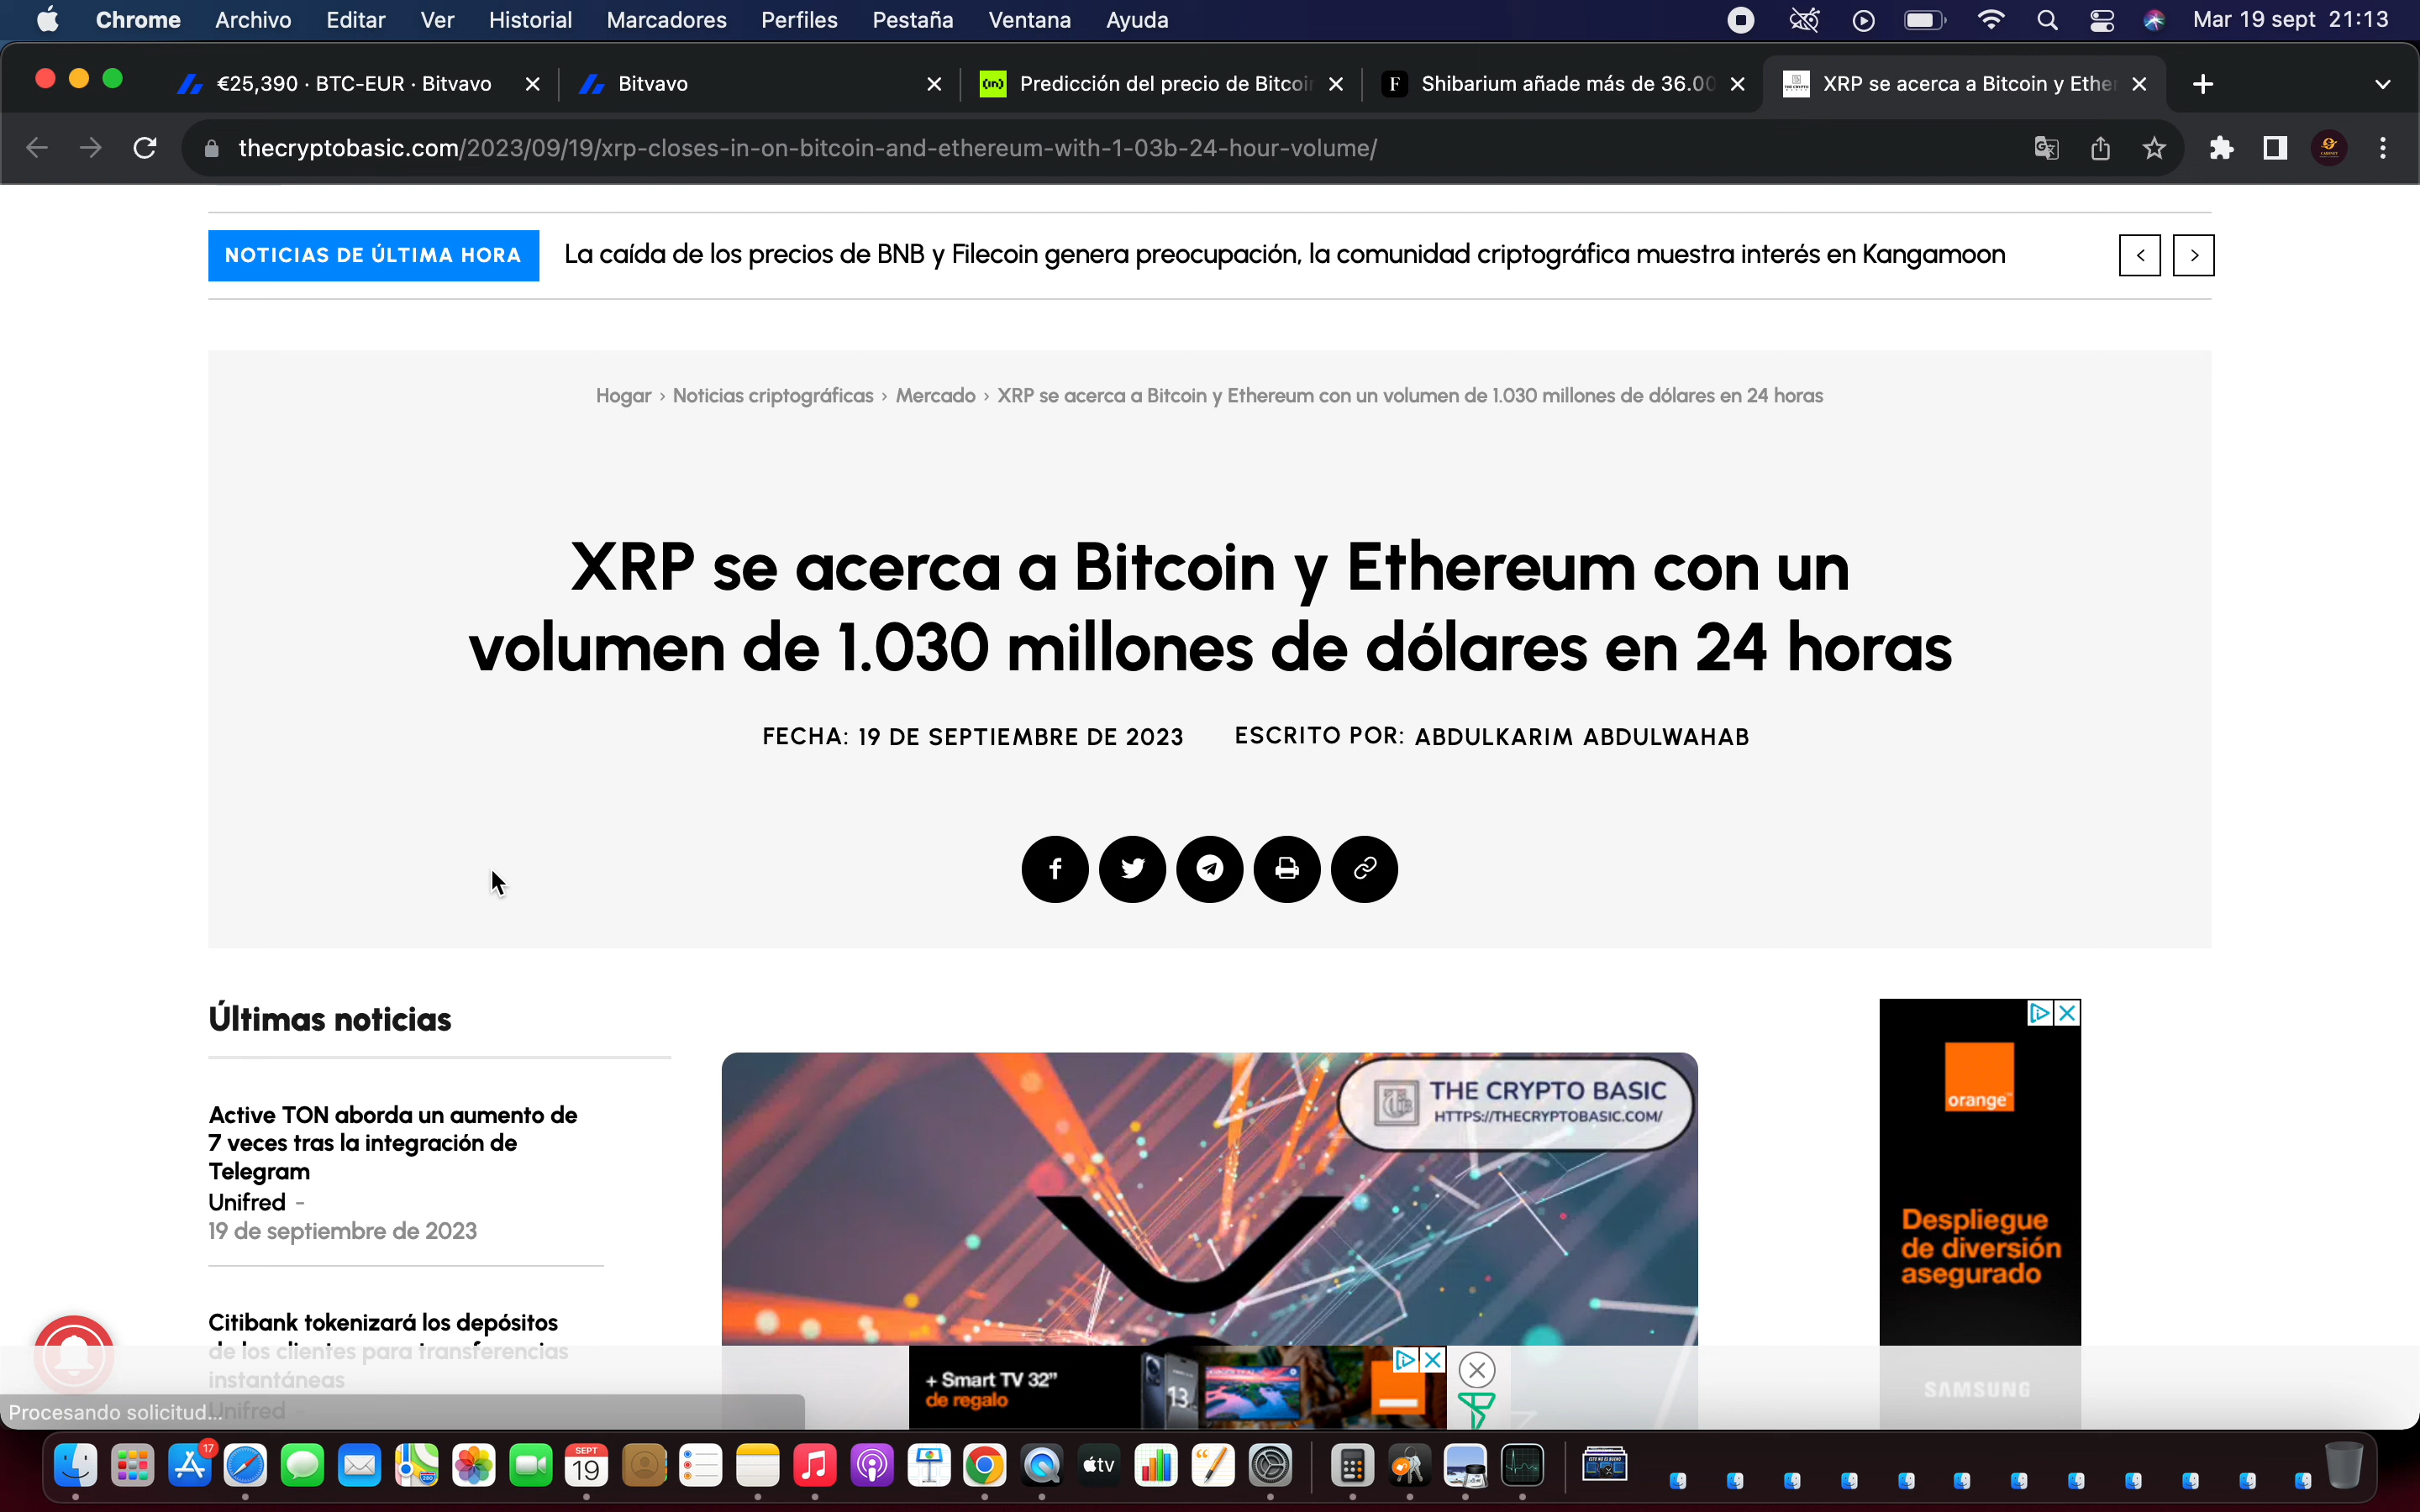 Chrome Archivo Editar Ver Historial Marcadores Perfiles Pestaña Ventana Ayuda Mar 19 sept 21:13
€25,390 · BTC-EUR · Bitvavo
Bitvavo
Predicción del precio de Bitcoin
Shibarium añade más de 36.00
XRP se acerca a Bitcoin y Ether
thecryptobasic.com/2023/09/19/xrp-closes-in-on-bitcoin-and-ethereum-with-1-03b-24-hour-volume/
NOTICIAS DE ÚLTIMA HORA La caída de los precios de BNB y Filecoin genera preocupación, la comunidad criptográfica muestra interés en Kangamoon
Hogar › Noticias criptográficas › Mercado › XRP se acerca a Bitcoin y Ethereum con un volumen de 1.030 millones de dólares en 24 horas
XRP se acerca a Bitcoin y Ethereum con un
volumen de 1.030 millones de dólares en 24 horas
FECHA: 19 DE SEPTIEMBRE DE 2023 ESCRITO POR: ABDULKARIM ABDULWAHAB
Últimas noticias
Active TON aborda un aumento de
7 veces tras la integración de
Telegram
Unifred -
19 de septiembre de 2023
Citibank tokenizará los depósitos
de los clientes para transferencias
instantáneas
Unifred -
THE CRYPTO BASIC
HTTPS://THECRYPTOBASIC.COM/
orange
Despliegue
de diversión
asegurado
SAMSUNG
+ Smart TV 32”
de regalo
13
Procesando solicitud...
17
SEPT
19
tv